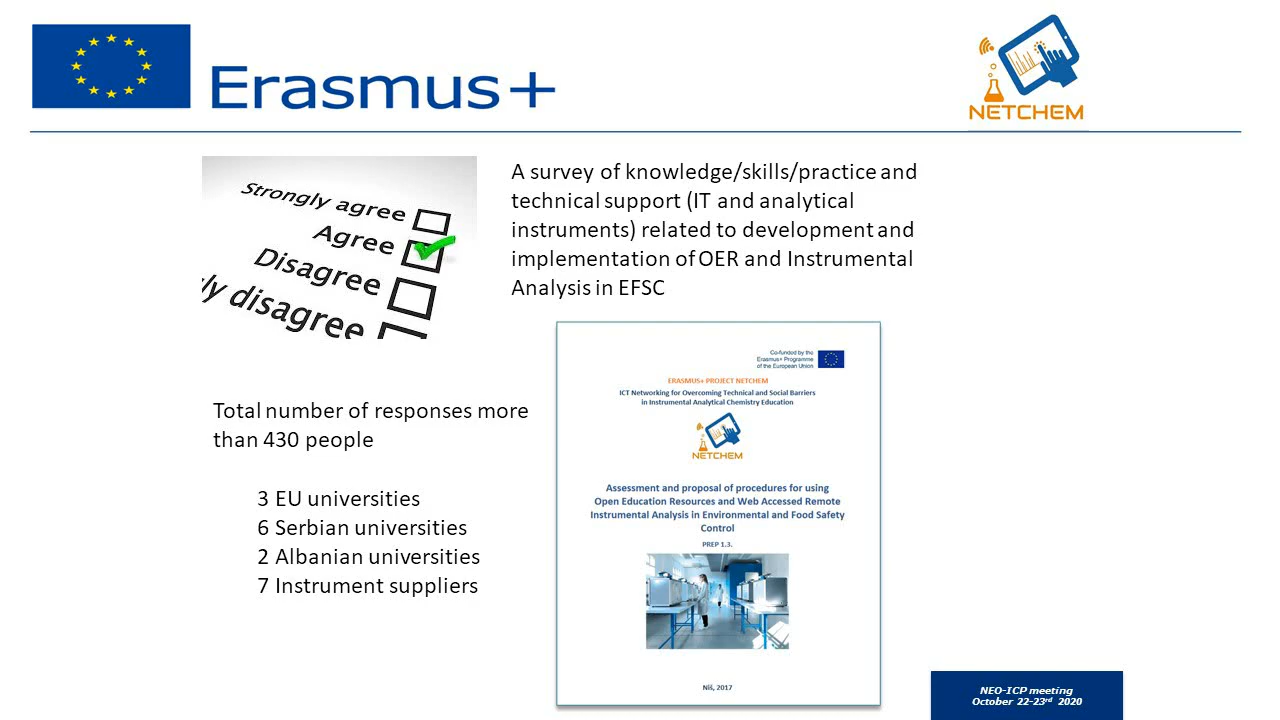 Erasmus+
NETCHEM
Strongly agree
Agree
Disagree
ly disagree
A survey of knowledge/skills/practice and
technical support (IT and analytical
instruments) related to development and
implementation of OER and Instrumental
Analysis in EFSC
Total number of responses more
than 430 people
3 EU universities
6 Serbian universities
2 Albanian universities
7 Instrument suppliers
Co-funded by the
Erasmus+ Programme
of the European Union
ERASMUS+ PROJECT NETCHEM
ICT Networking for Overcoming Technical and Social Barriers
in Instrumental Analytical Chemistry Education
NETCHEM
Assessment and proposal of procedures for using
Open Education Resources and Web Accessed Remote
Instrumental Analysis in Environmental and Food Safety
Control
PREP 1.3.
Niš, 2017
NEO-ICP meeting
October 22-23rd 2020